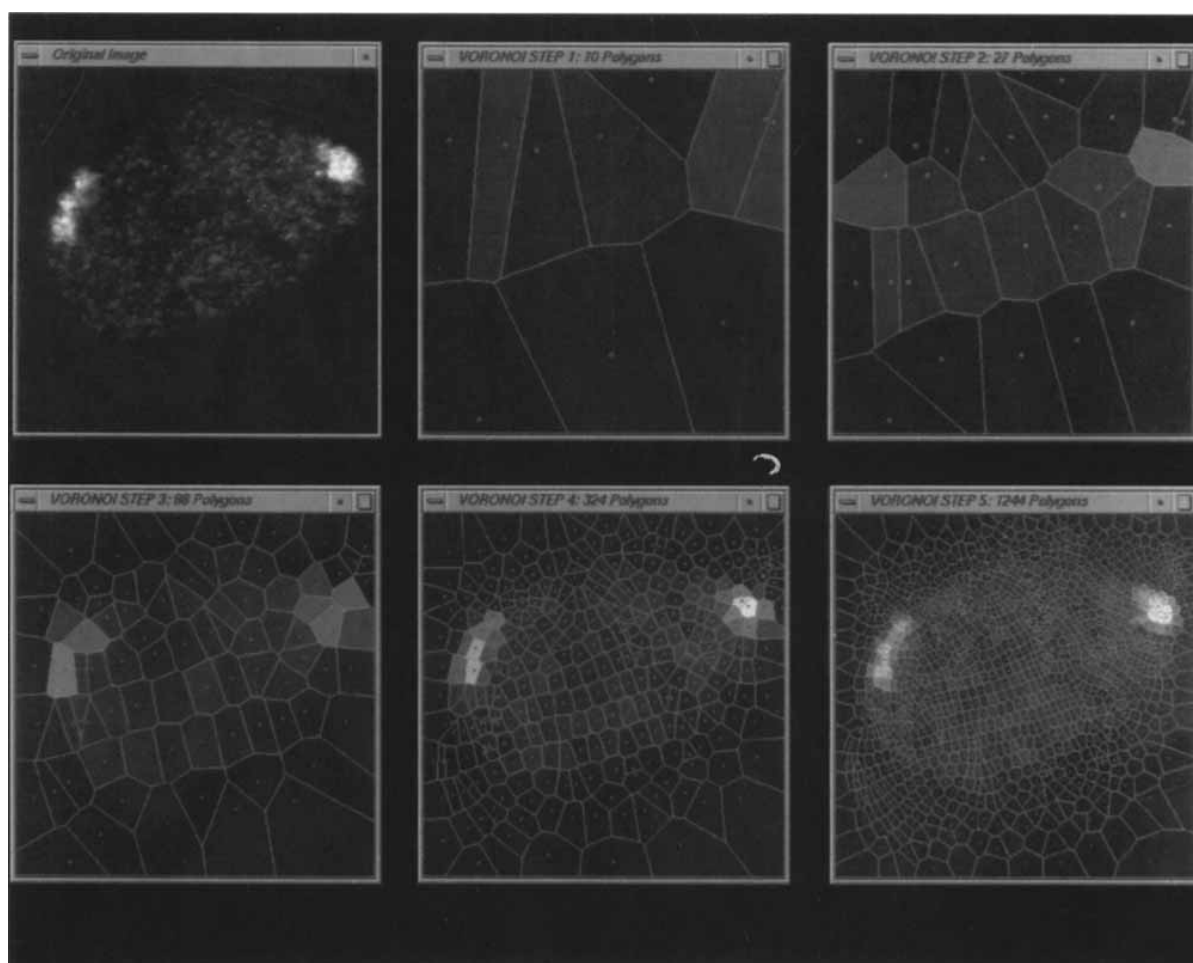 Original Image
VORONOI STEP 1: 10 Polygons
VORONOI STEP 2: 27 Polygons
VORONOI STEP 3: 88 Polygons
VORONOI STEP 4: 324 Polygons
VORONOI STEP 5: 1244 Polygons